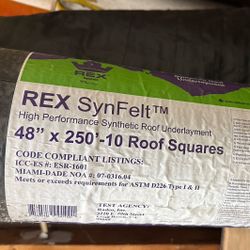 REX
REX SynFelt™
High Performance Synthetic Roof Underlayment
48" x 250'-10 Roof Squares
CODE COMPLIANT LISTINGS:
ICC-ES #: ESR-1601
MIAMI-DADE NOA #: 07-0316.04
Meets or exceeds requirements for ASTM D226 Type I & II
TEST AGENCY: